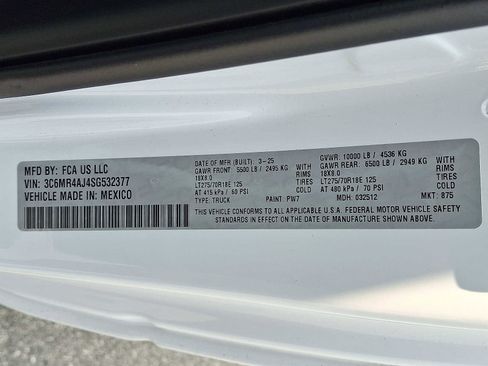 MFD BY: FCA US LLC
VIN: 3C6MR4AJ4SG532377
VEHICLE MADE IN: MEXICO
DATE OF MFR (BUILT): 3-25
GAWR FRONT: 5500 LB / 2495 KG
WITH
18X8.0
RIMS
LT275/70R18E 125
TIRES
AT 415 kPa / 60 PSI
COLD
TYPE: TRUCK
PAINT: PW7
GVWR: 10000 LB / 4536 KG
GAWR REAR: 6500 LB / 2949 KG
WITH
18X8.0
RIMS
LT275/70R18E 125
TIRES
AT 480 kPa / 70 PSI
COLD
MDH: 032512
MKT: 875
THIS VEHICLE CONFORMS TO ALL APPLICABLE U.S.A. FEDERAL MOTOR VEHICLE SAFETY
STANDARDS IN EFFECT ON THE DATE OF MANUFACTURE SHOWN ABOVE.